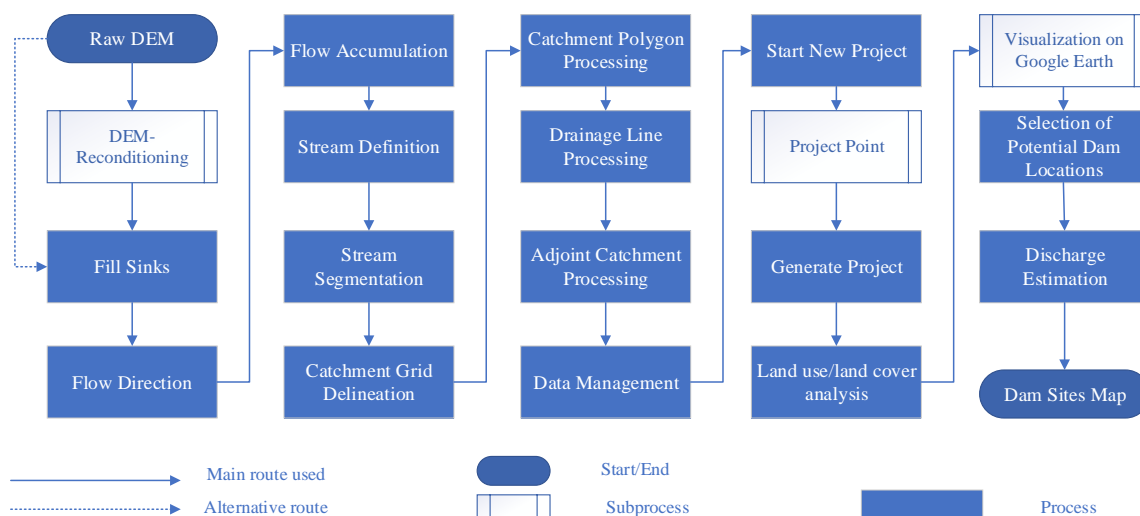 Raw DEM
DEM-
Reconditioning
Fill Sinks
Flow Direction
Flow Accumulation
Stream Definition
Stream
Segmentation
Catchment Grid
Delineation
Catchment Polygon
Processing
Drainage Line
Processing
Adjoint Catchment
Processing
Data Management
Start New Project
Project Point
Generate Project
Land use/land cover
analysis
Visualization on
Google Earth
Selection of
Potential Dam
Locations
Discharge
Estimation
Dam Sites Map
Main route used
Alternative route
Start/End
Subprocess
Process